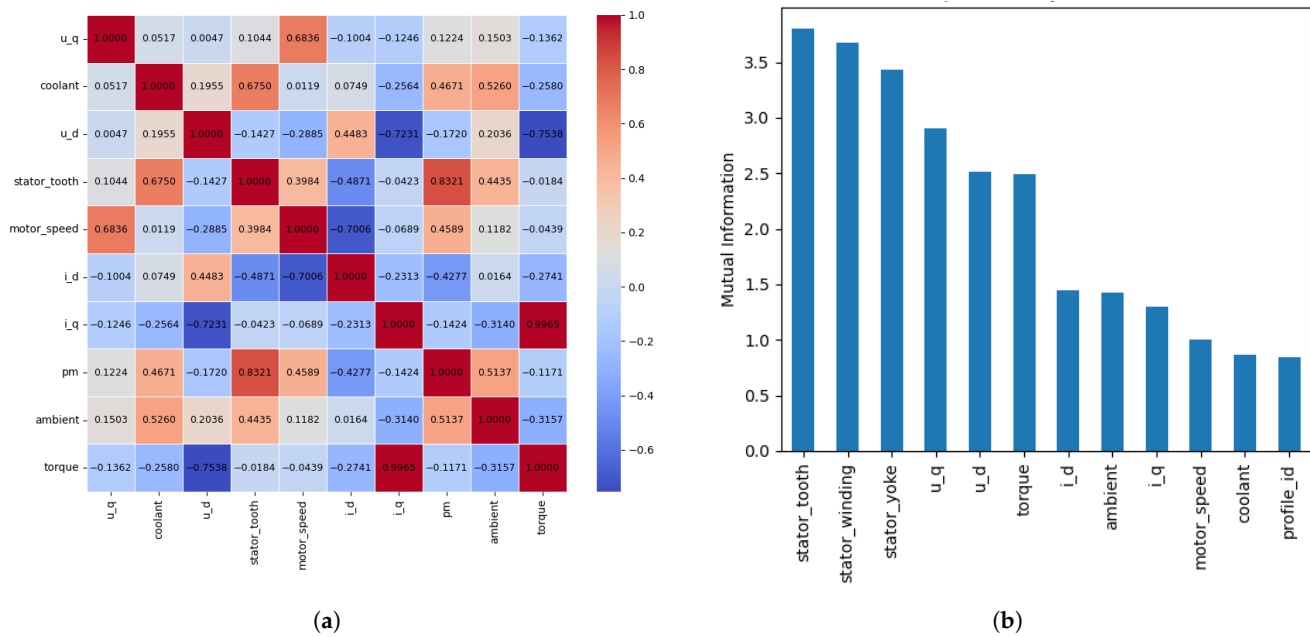 u_q 1.0000 0.0517 0.0047 0.1044 0.6836 −0.1004 −0.1246 0.1224 0.1503 −0.1362
coolant 0.0517 1.0000 0.1955 0.6750 0.0119 0.0749 −0.2564 0.4671 0.5260 −0.2580
u_d 0.0047 0.1955 1.0000 −0.1427 −0.2885 0.4483 −0.7231 −0.1720 0.2036 −0.7538
stator_tooth 0.1044 0.6750 −0.1427 1.0000 0.3984 −0.4871 −0.0423 0.8321 0.4435 −0.0184
motor_speed 0.6836 0.0119 −0.2885 0.3984 1.0000 −0.7006 −0.0689 0.4589 0.1182 −0.0439
i_d −0.1004 0.0749 0.4483 −0.4871 −0.7006 1.0000 −0.2313 −0.4277 0.0164 −0.2741
i_q −0.1246 −0.2564 −0.7231 −0.0423 −0.0689 −0.2313 1.0000 −0.1424 −0.3140 0.9965
pm 0.1224 0.4671 −0.1720 0.8321 0.4589 −0.4277 −0.1424 1.0000 0.5137 −0.1171
ambient 0.1503 0.5260 0.2036 0.4435 0.1182 0.0164 −0.3140 0.5137 1.0000 −0.3157
torque −0.1362 −0.2580 −0.7538 −0.0184 −0.0439 −0.2741 0.9965 −0.1171 −0.3157 1.0000
u_q coolant u_d stator_tooth motor_speed i_d i_q pm ambient torque
1.0
0.8
0.6
0.4
0.2
0.0
−0.2
−0.4
−0.6
(a)
Mutual Information
3.5
3.0
2.5
2.0
1.5
1.0
0.5
0.0
stator_tooth stator_winding stator_yoke u_q u_d torque i_d ambient i_q motor_speed coolant profile_id
(b)